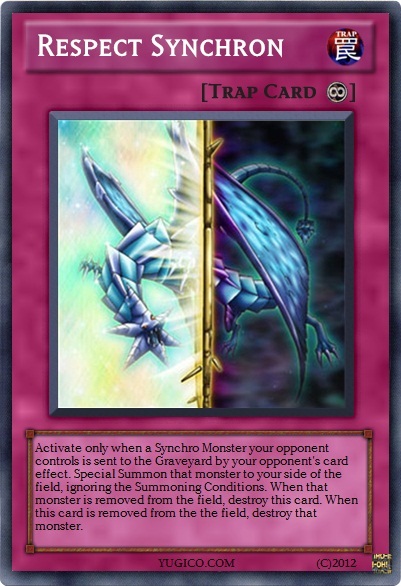 RESPECT SYNCHRON
TRAP
罠
[TRAP CARD ]
Activate only when a Synchro Monster your opponent
controls is sent to the Graveyard by your opponent's card
effect. Special Summon that monster to your side of the
field, ignoring the Summoning Conditions. When that
monster is removed from the field, destroy this card. When
this card is removed from the the field, destroy that
monster.
YUGICO.COM
(C)2012